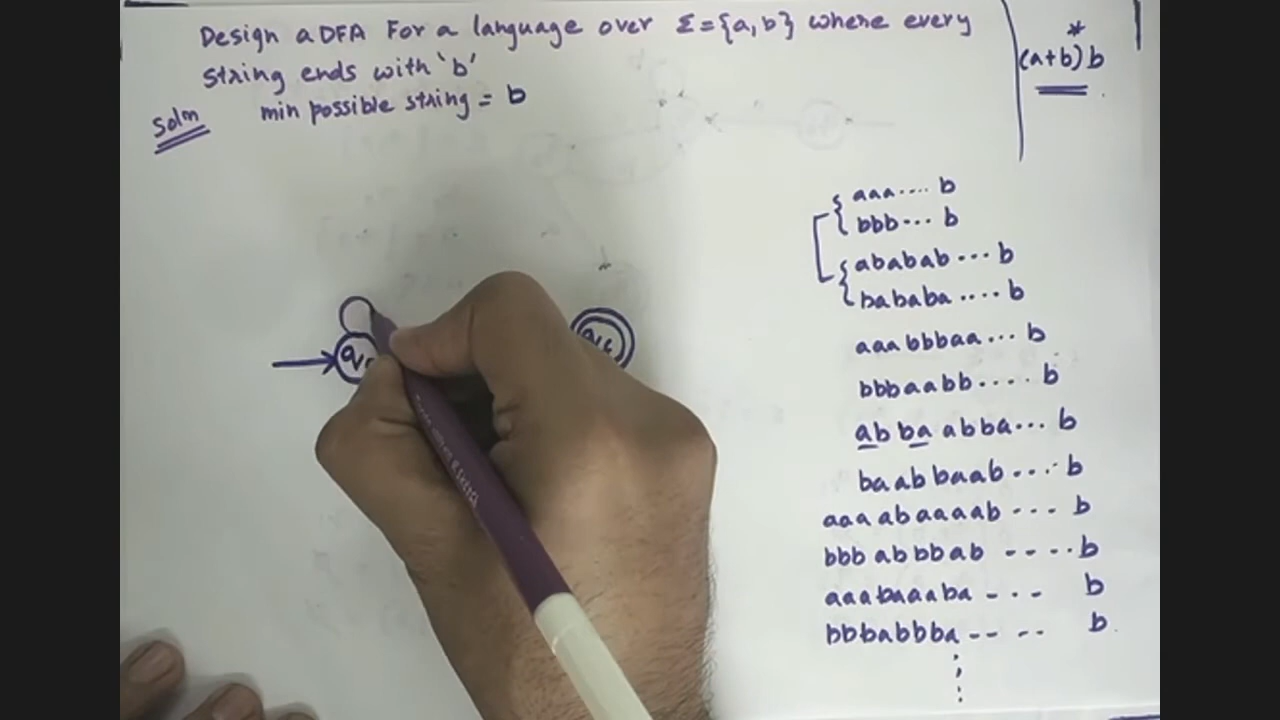 Design a DFA For a language over Σ={a,b} where every
string ends with 'b'
Soln
min possible string = b
(a+b)*b
aaa.... b
bbb... b
ababab...b
bababa....b
aaabbbaa...b
bbbaabb....b
abbaabba...b
baabbaab....b
aaaabaaaab ---b
bbbabbbab ----b
aaabaaaba --- b
bbbabbba -- -- b